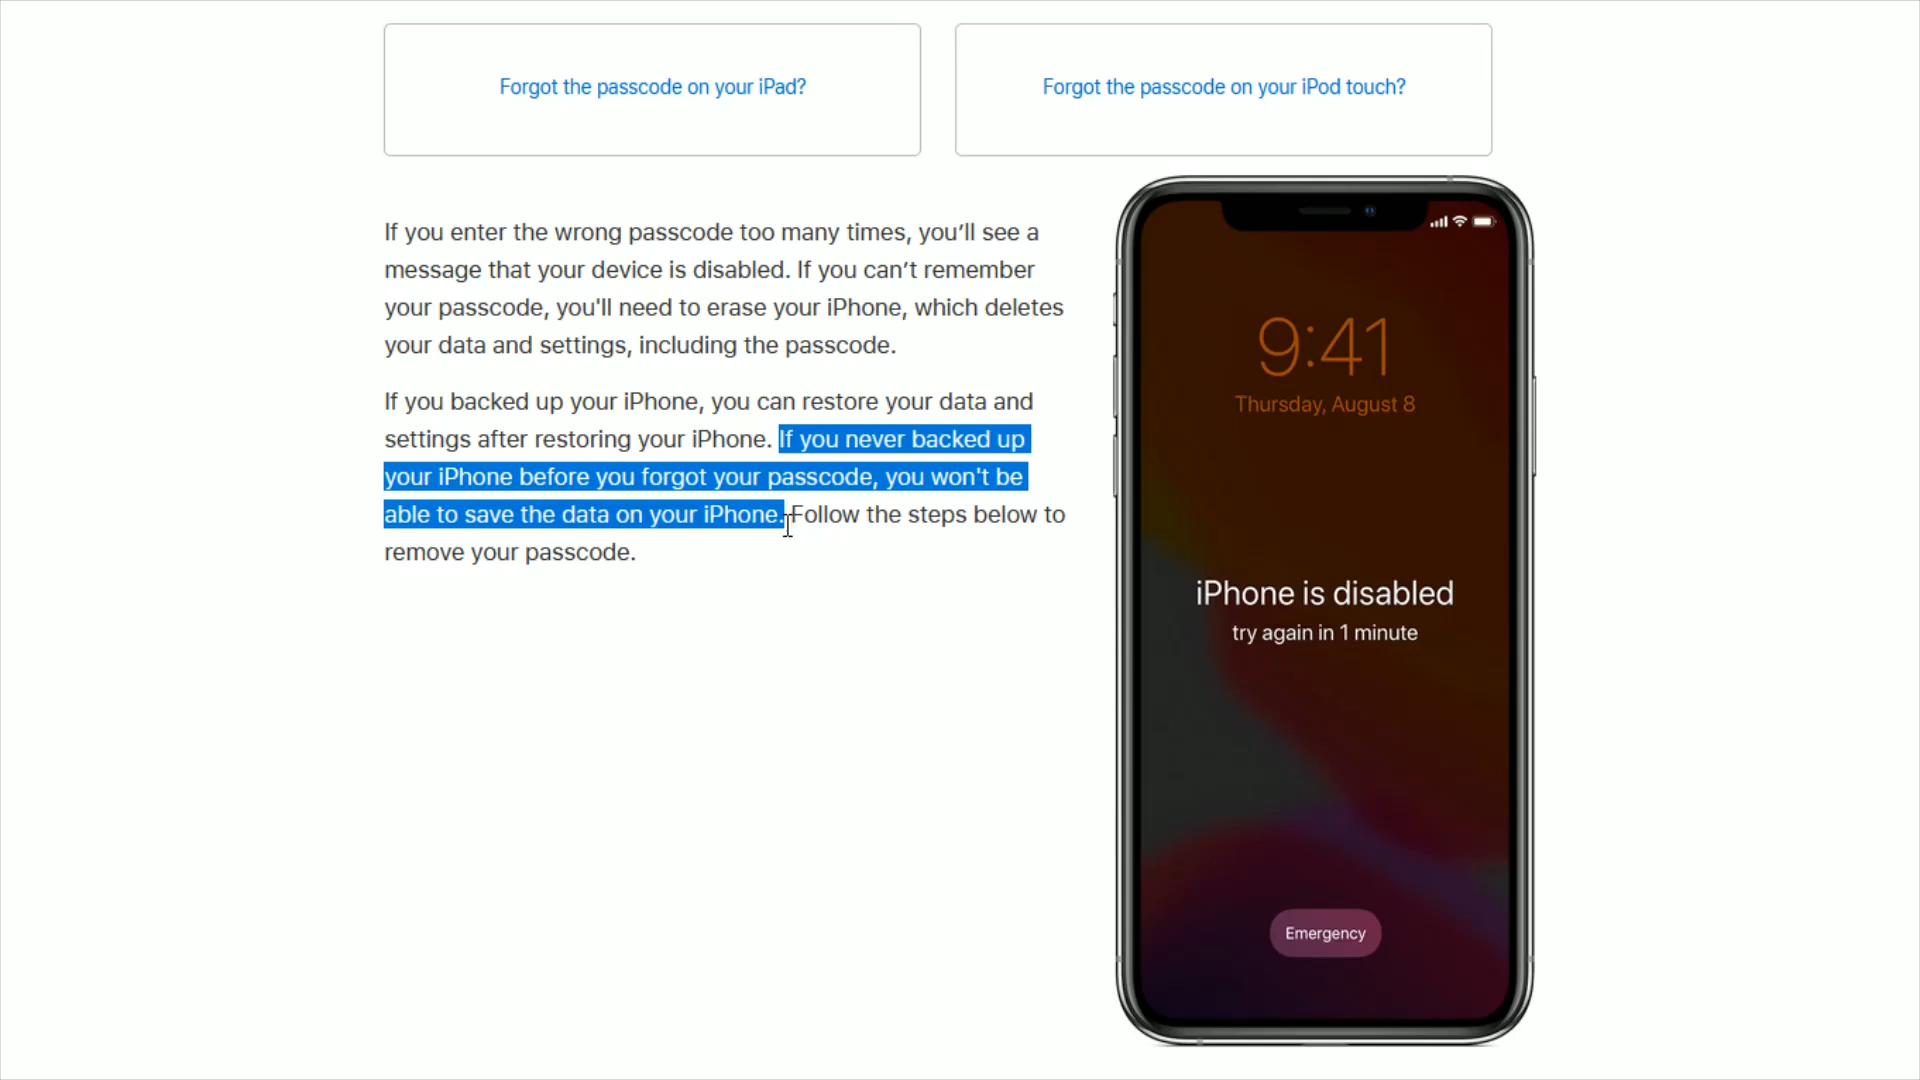 Forgot the passcode on your iPad?
Forgot the passcode on your iPod touch?
If you enter the wrong passcode too many times, you’ll see a
message that your device is disabled. If you can’t remember
your passcode, you'll need to erase your iPhone, which deletes
your data and settings, including the passcode.
If you backed up your iPhone, you can restore your data and
settings after restoring your iPhone. If you never backed up
your iPhone before you forgot your passcode, you won't be
able to save the data on your iPhone. Follow the steps below to
remove your passcode.
9:41
Thursday, August 8
iPhone is disabled
try again in 1 minute
Emergency